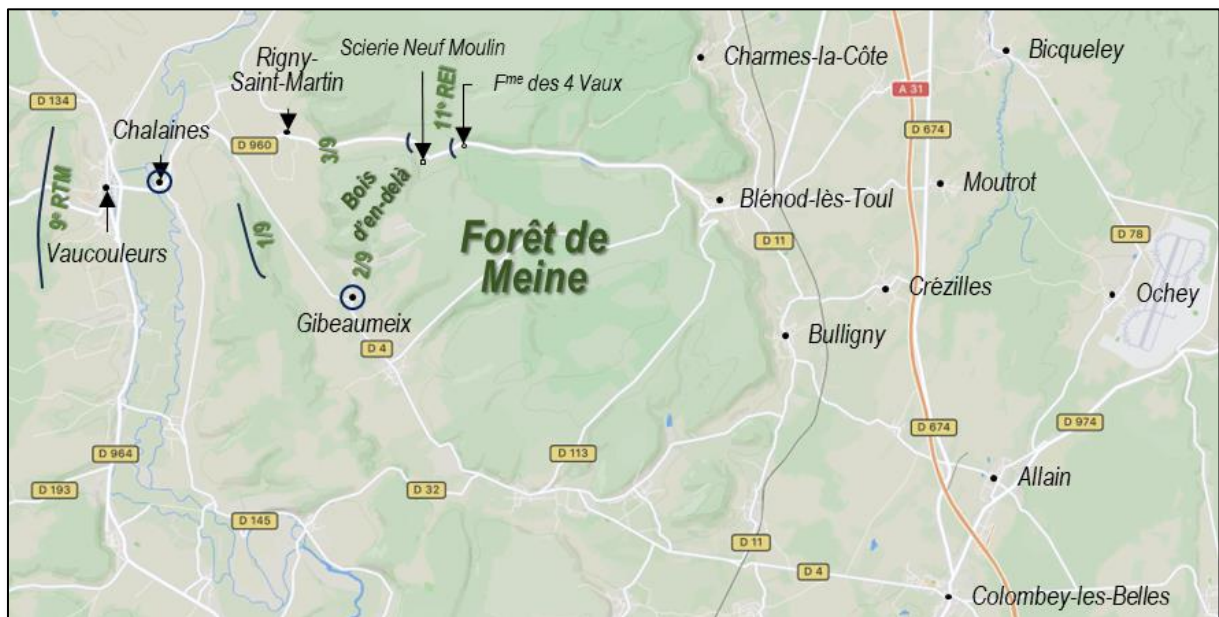 Scierie Neuf Moulin
Rigny-
Saint-Martin
Charmes-la-Côte
Bicqueley
Fme des 4 Vaux
11e REI
D 134
A 31
D 674
Chalaines
D 960
3/9
9e RTM
Bois
d''en-delà
Moutrot
Blénod-lès-Toul
Vaucouleurs
1/9
2/9
Forêt de
Meine
D 11
D 78
Crézilles
Ochey
Gibeaumeix
D 4
Bulligny
D 674
D 974
D 964
D 113
Allain
D 193
D 32
D 145
D 11
D 4
Colombey-les-Belles